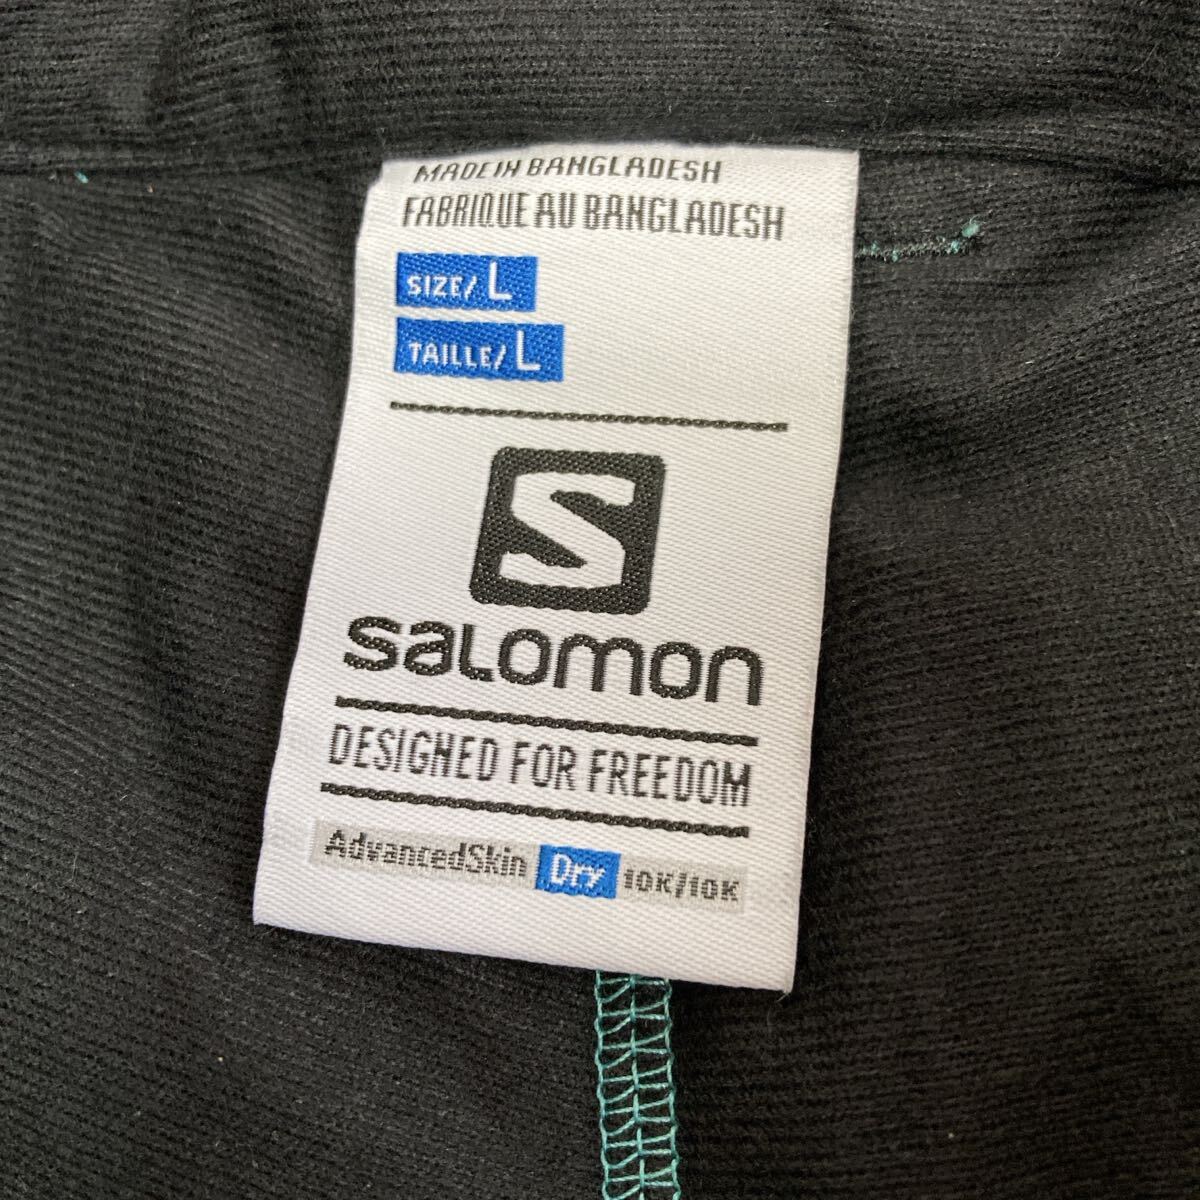 MADE IN BANGLADESH
FABRIQUE AU BANGLADESH
SIZE/ L
TAILLE/ L
S
SALOMON
DESIGNED FOR FREEDOM
AdvancedSkin Dry 10K/10K